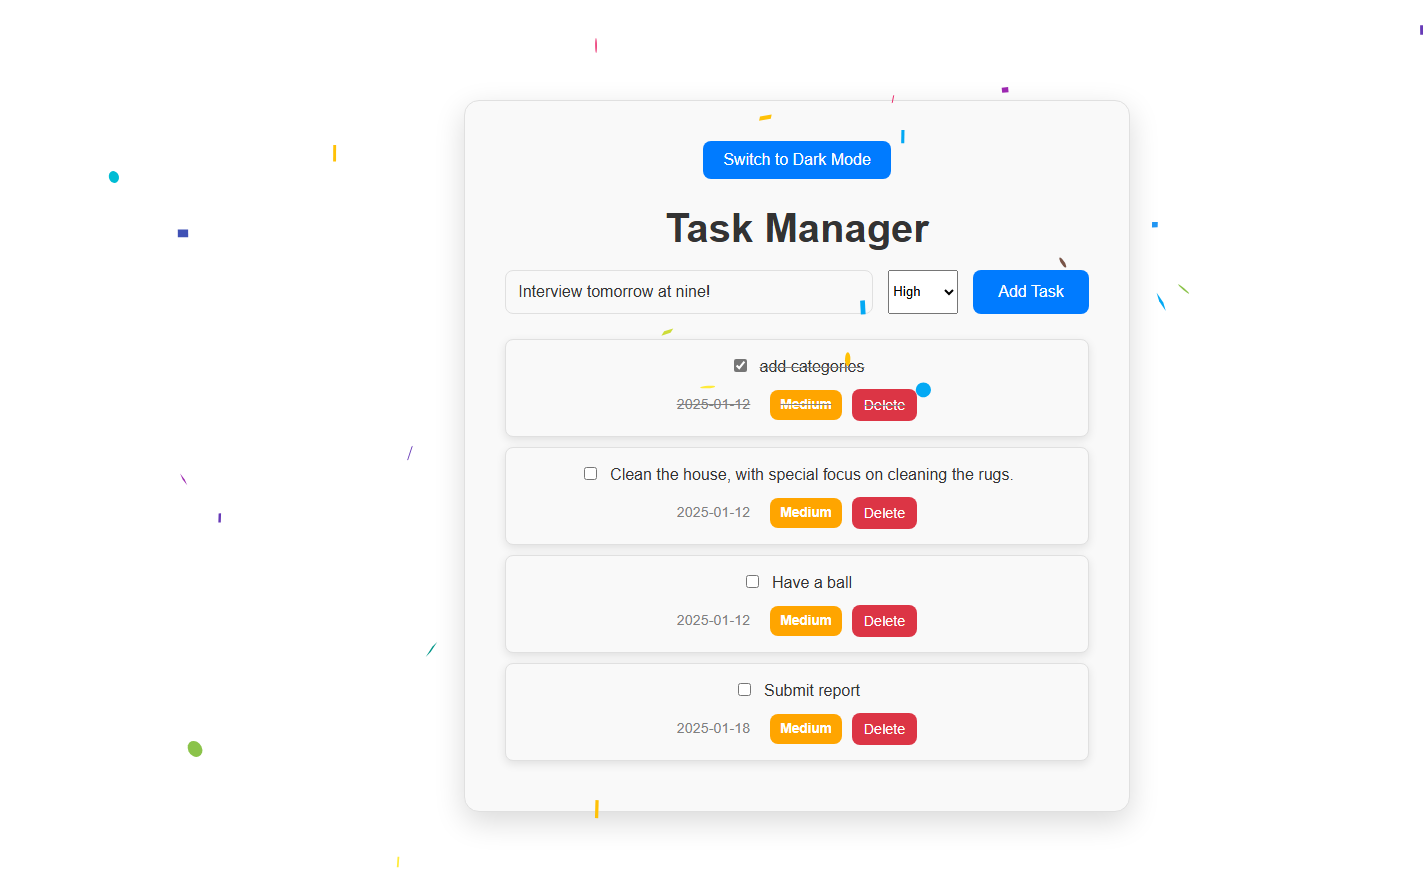 Switch to Dark Mode
Task Manager
Interview tomorrow at nine! High Add Task
add categories
2025-01-12 Medium Delete
Clean the house, with special focus on cleaning the rugs.
2025-01-12 Medium Delete
Have a ball
2025-01-12 Medium Delete
Submit report
2025-01-18 Medium Delete